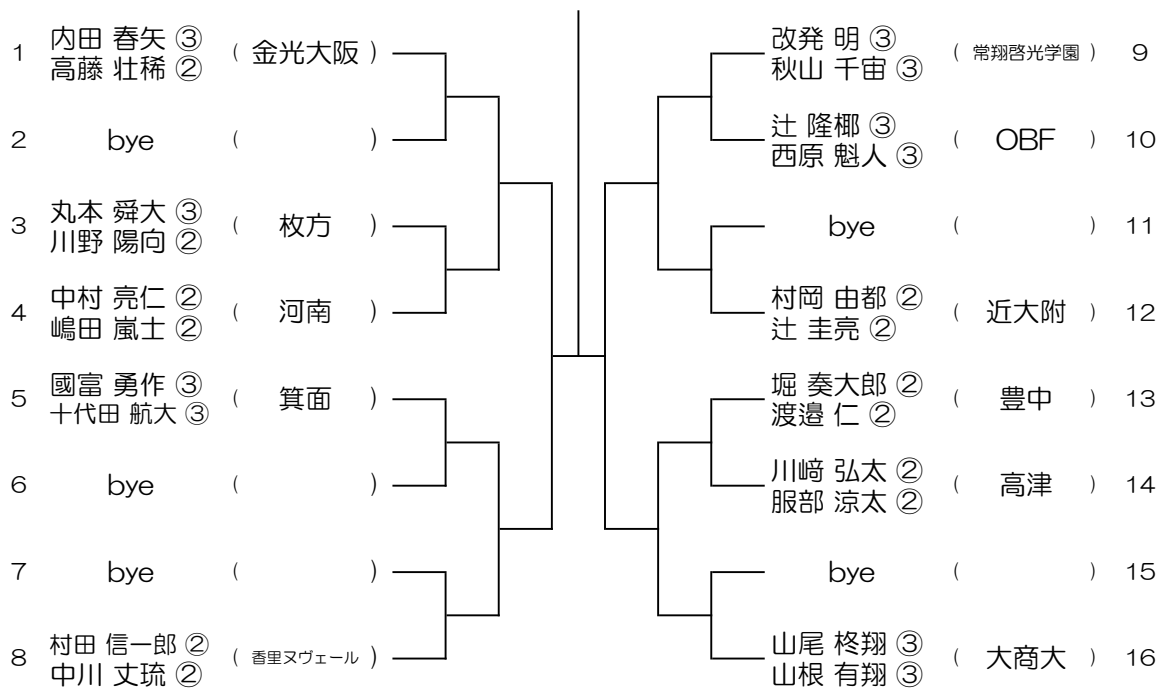 1 内田 春矢 ③ ( 金光大阪 )
高藤 壮稀 ②
2 bye ( )
3 丸本 舜大 ③ ( 枚方 )
川野 陽向 ②
4 中村 亮仁 ② ( 河南 )
嶋田 嵐士 ②
5 國富 勇作 ③ ( 箕面 )
十代田 航大 ③
6 bye ( )
7 bye ( )
8 村田 信一郎 ② ( 香里ヌヴェール )
中川 丈琉 ②
改発 明 ③ ( 常翔啓光学園 ) 9
秋山 千宙 ③
辻 隆椰 ③ ( OBF ) 10
西原 魁人 ③
bye ( ) 11
村岡 由都 ② ( 近大附 ) 12
辻 圭亮 ②
堀 奏大郎 ② ( 豊中 ) 13
渡邉 仁 ②
川﨑 弘太 ② ( 高津 ) 14
服部 涼太 ②
bye ( ) 15
山尾 柊翔 ③ ( 大商大 ) 16
山根 有翔 ③